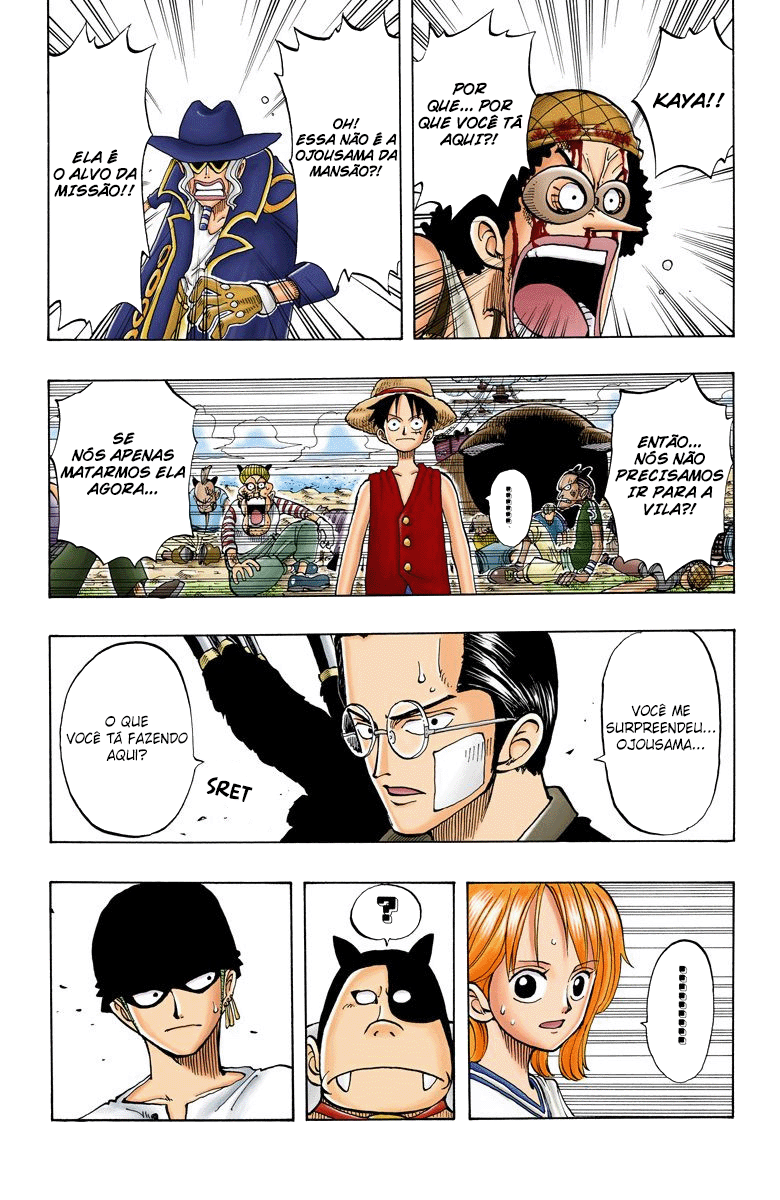 KAYA!!
POR
QUE... POR
QUE VOCÊ TÁ
AQUI?!
OH!
ESSA NÃO É A
OJOUSAMA DA
MANSÃO?!
ELA É
O ALVO DA
MISSÃO!!
ENTÃO...
NÓS NÃO
PRECISAMOS
IR PARA A
VILA?!
SE
NÓS APENAS
MATARMOS ELA
AGORA...
VOCÊ ME
SURPREENDEU...
OJOUSAMA...
O QUE
VOCÊ TÁ FAZENDO
AQUI?
SRET
?